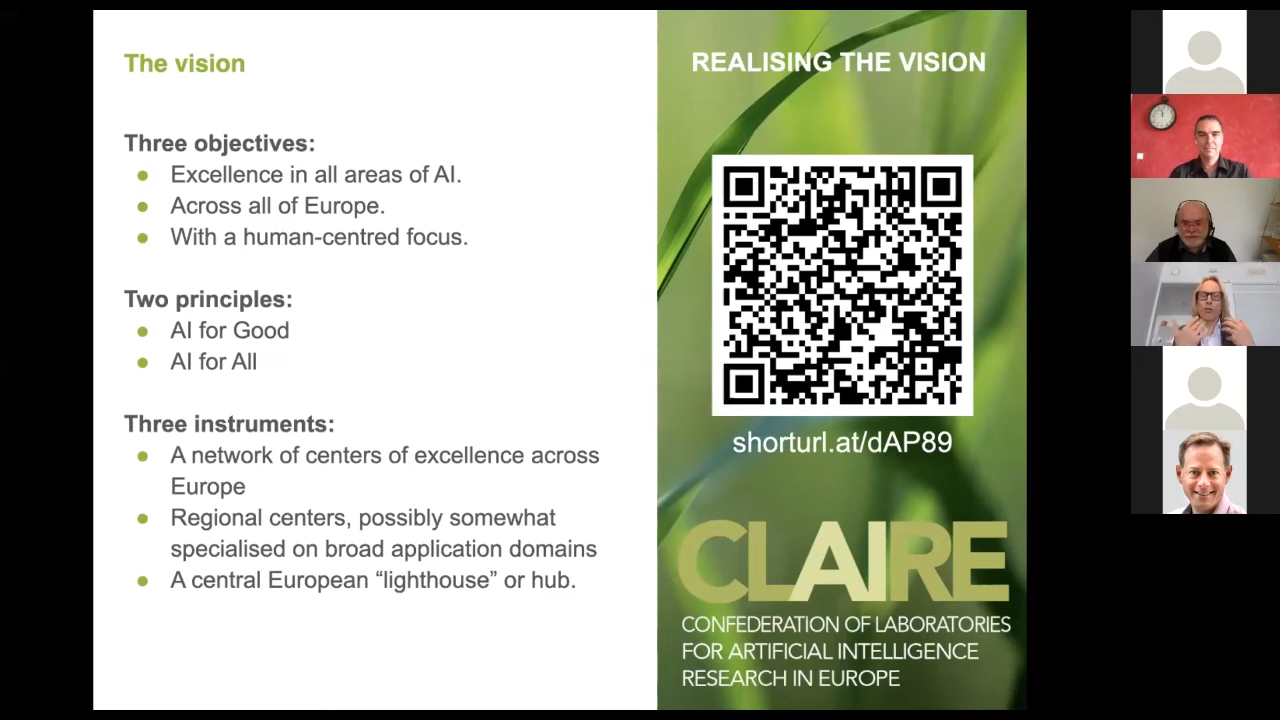 The vision
Three objectives:
● Excellence in all areas of AI.
● Across all of Europe.
● With a human-centred focus.
Two principles:
● AI for Good
● AI for All
Three instruments:
● A network of centers of excellence across
Europe
● Regional centers, possibly somewhat
specialised on broad application domains
● A central European “lighthouse” or hub.
REALISING THE VISION
shorturl.at/dAP89
CLAIRE
CONFEDERATION OF LABORATORIES
FOR ARTIFICIAL INTELLIGENCE
RESEARCH IN EUROPE